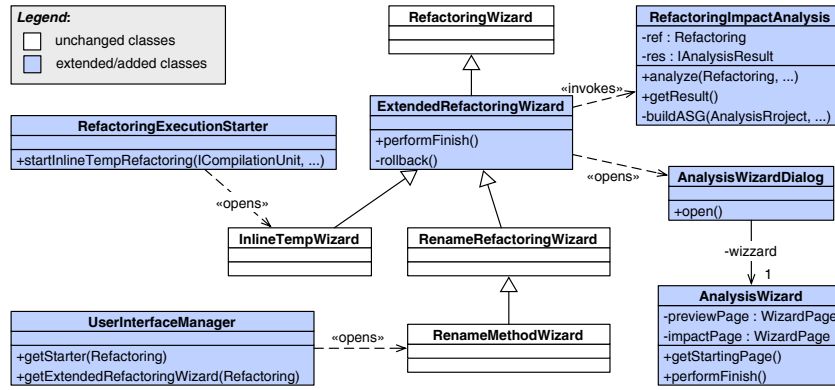 Legend:
unchanged classes
extended/added classes
RefactoringWizard
RefactoringImpactAnalysis
-ref : Refactoring
-res : IAnalysisResult
+analyze(Refactoring, ...)
+getResult()
-buildASG(AnalysisRroject, ...)
«invokes»
ExtendedRefactoringWizard
+performFinish()
-rollback()
RefactoringExecutionStarter
+startInlineTempRefactoring(ICompilationUnit, ...)
«opens»
«opens»
AnalysisWizardDialog
+open()
InlineTempWizard
RenameRefactoringWizard
-wizzard
1
AnalysisWizard
-previewPage : WizardPage
-impactPage : WizardPage
+getStartingPage()
+performFinish()
UserInterfaceManager
+getStarter(Refactoring)
+getExtendedRefactoringWizard(Refactoring)
«opens»
RenameMethodWizard